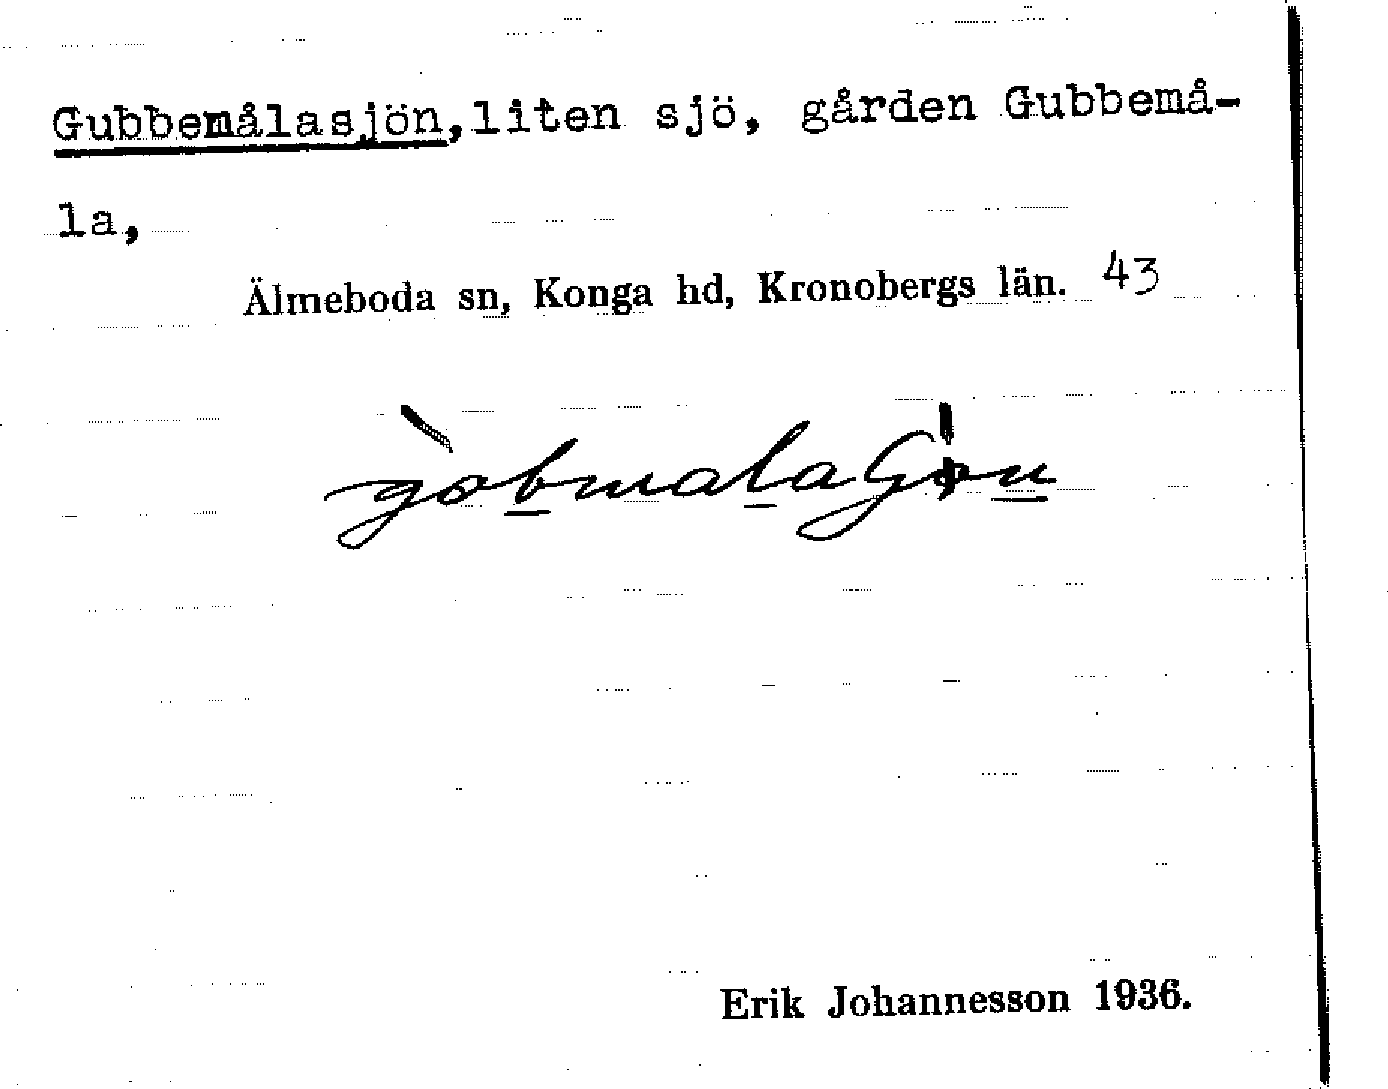 Gubbemålasjön, liten sjö, gården Gubbemå-
la,
Älmeboda sn, Konga hd, Kronobergs län. 43
Erik Johannesson 1936.